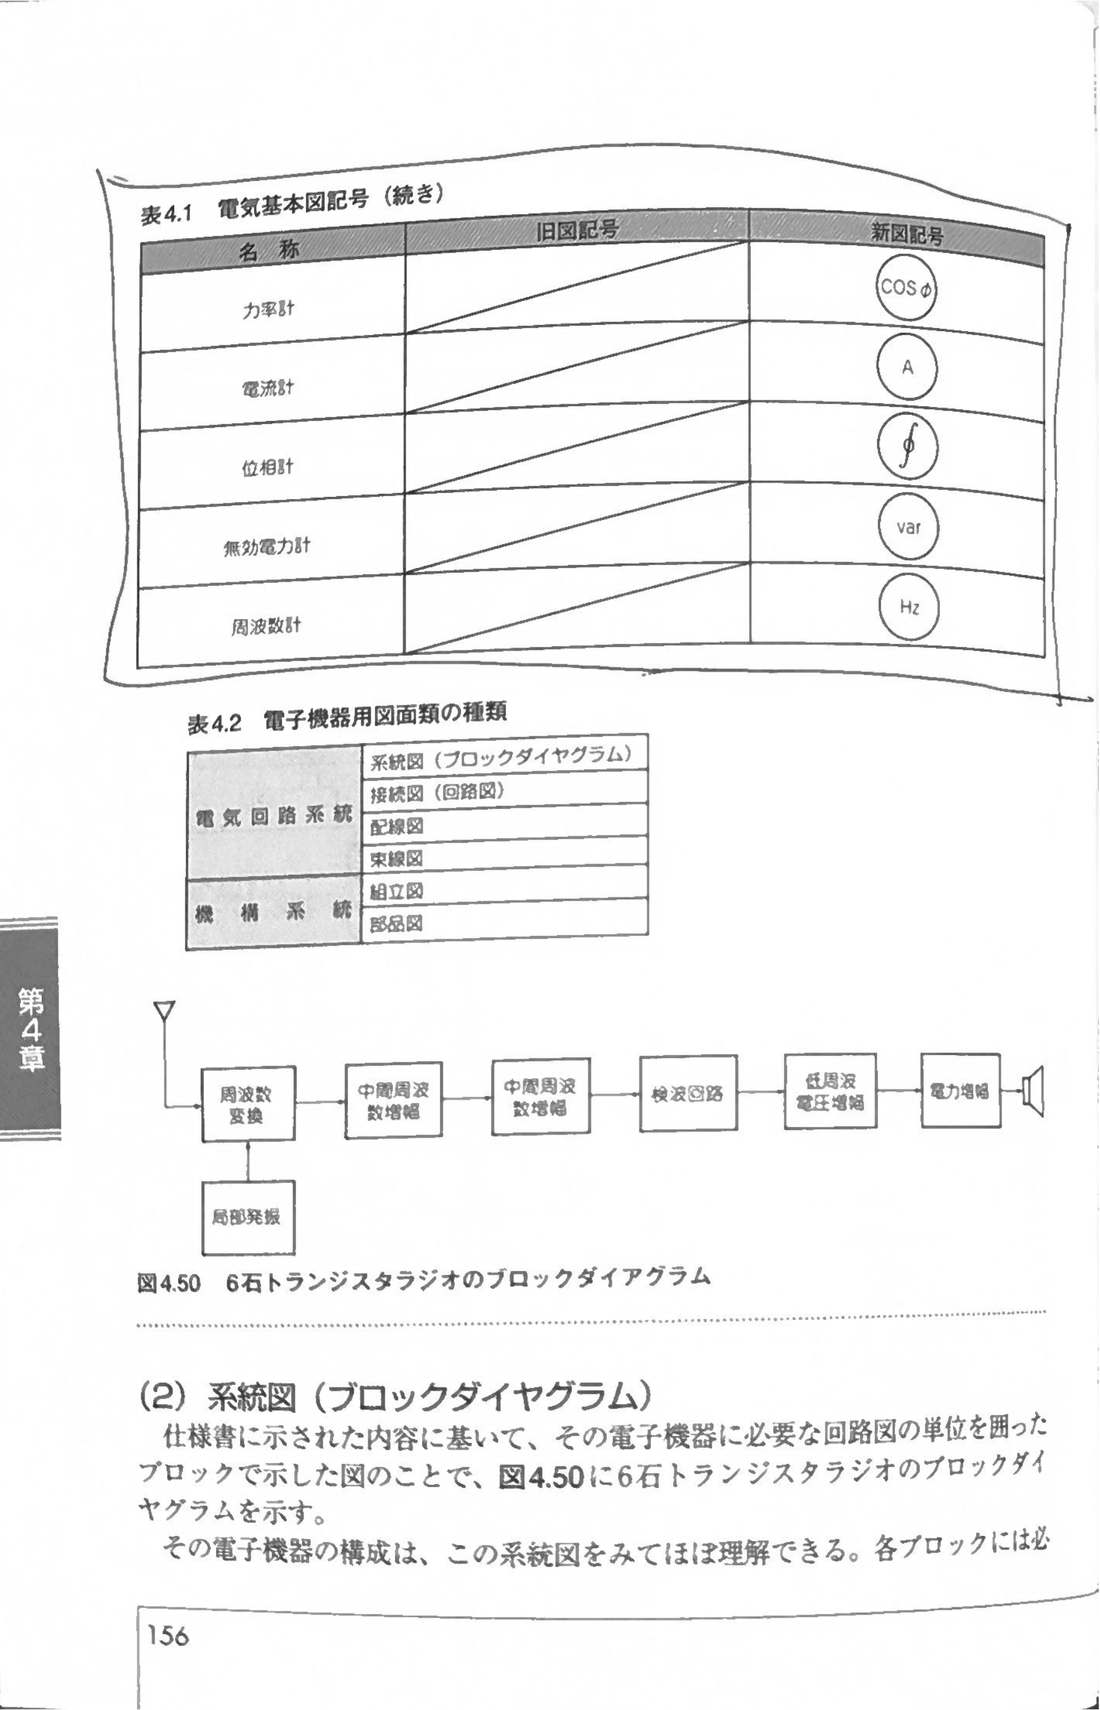 表4.1 電気基本図記号（続き）
名 称 旧図記号 新図記号
力率計 COSφ
電流計 A
位相計
無効電力計 var
周波数計 Hz
表4.2 電子機器用図面類の種類
電気回路系統
系統図（ブロックダイヤグラム）
接続図（回路図）
配線図
束線図
機構系統
組立図
部品図
第4章
周波数
変換
中間周波
数増幅
中間周波
数増幅
検波回路
低周波
電圧増幅
電力増幅
局部発振
図4.50 6石トランジスタラジオのブロックダイアグラム
（2）系統図（ブロックダイヤグラム）
仕様書に示された内容に基いて、その電子機器に必要な回路図の単位を囲った
ブロックで示した図のことで、図4.50に6石トランジスタラジオのブロックダイ
ヤグラムを示す。
その電子機器の構成は、この系統図をみてほぼ理解できる。各ブロックには必
156